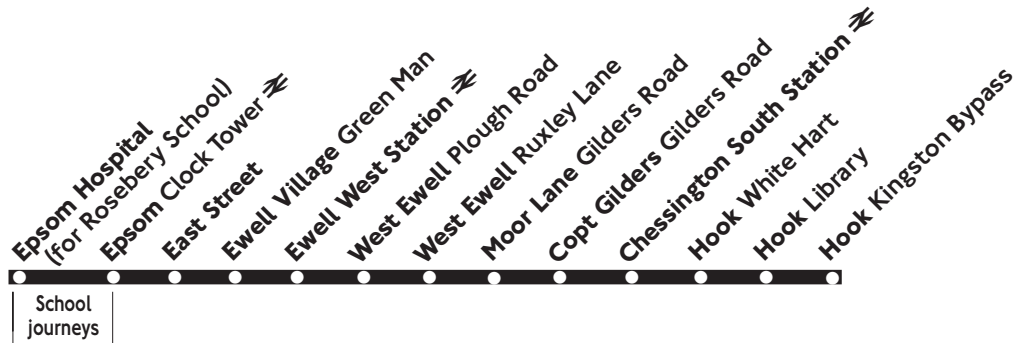 Epsom Hospital
(for Rosebery School)
Epsom Clock Tower
East Street
Ewell Village Green Man
Ewell West Station
West Ewell Plough Road
West Ewell Ruxley Lane
Moor Lane Gilders Road
Copt Gilders Gilders Road
Chessington South Station
Hook White Hart
Hook Library
Hook Kingston Bypass
School
journeys